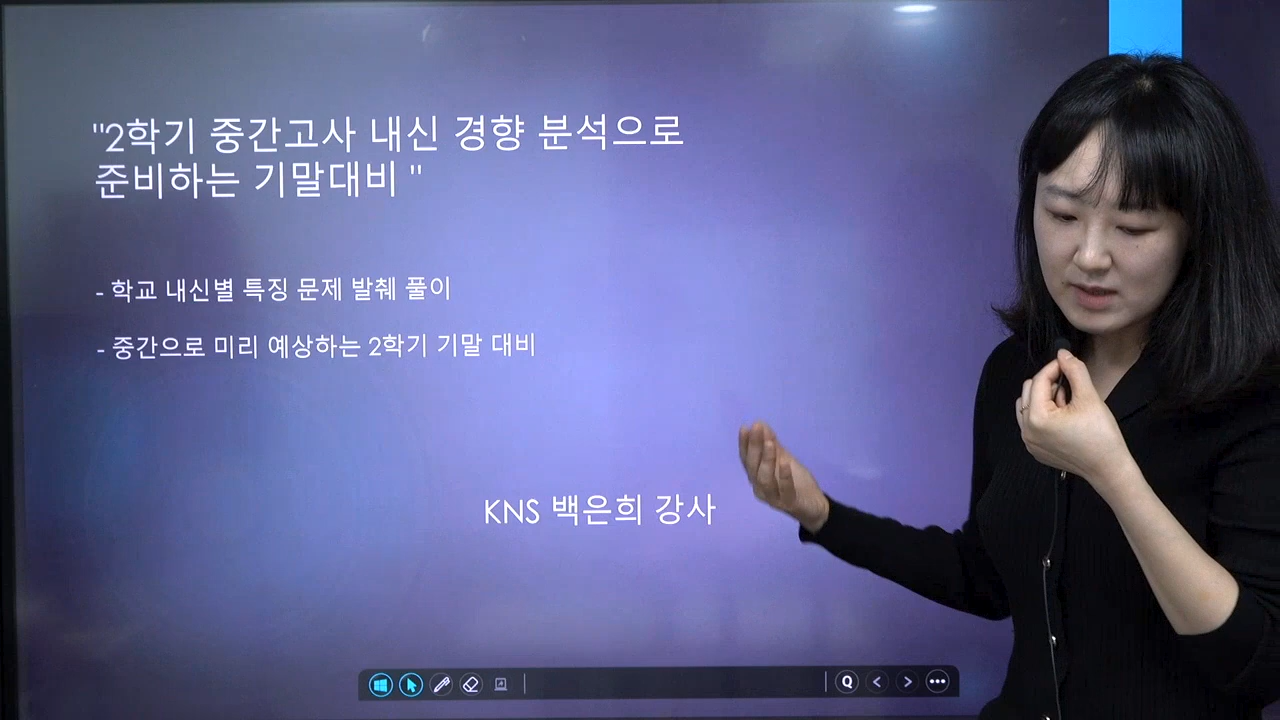 "2학기 중간고사 내신 경향 분석으로
준비하는 기말대비 "
- 학교 내신별 특징 문제 발췌 풀이
- 중간으로 미리 예상하는 2학기 기말 대비
KNS 백은희 강사